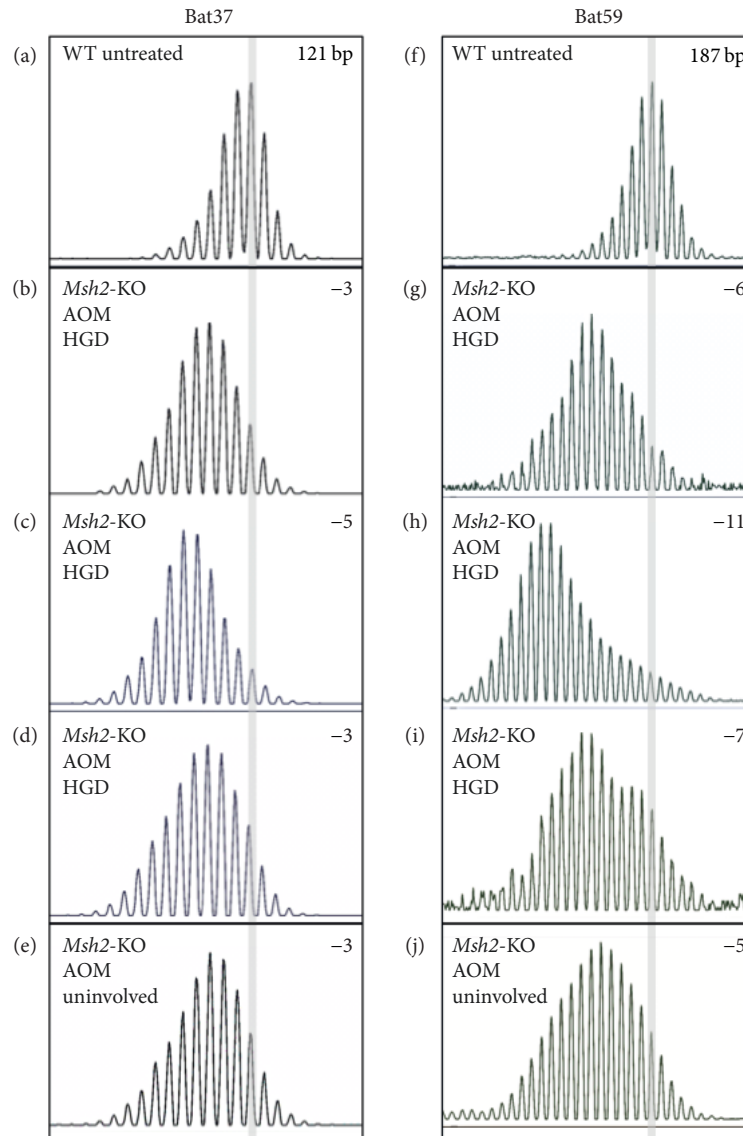 Bat37
(a) WT untreated 121 bp
(b) Msh2-KO −3
AOM
HGD
(c) Msh2-KO −5
AOM
HGD
(d) Msh2-KO −3
AOM
HGD
(e) Msh2-KO −3
AOM
uninvolved
Bat59
(f) WT untreated 187 bp
(g) Msh2-KO −6
AOM
HGD
(h) Msh2-KO −11
AOM
HGD
(i) Msh2-KO −7
AOM
HGD
(j) Msh2-KO −5
AOM
uninvolved